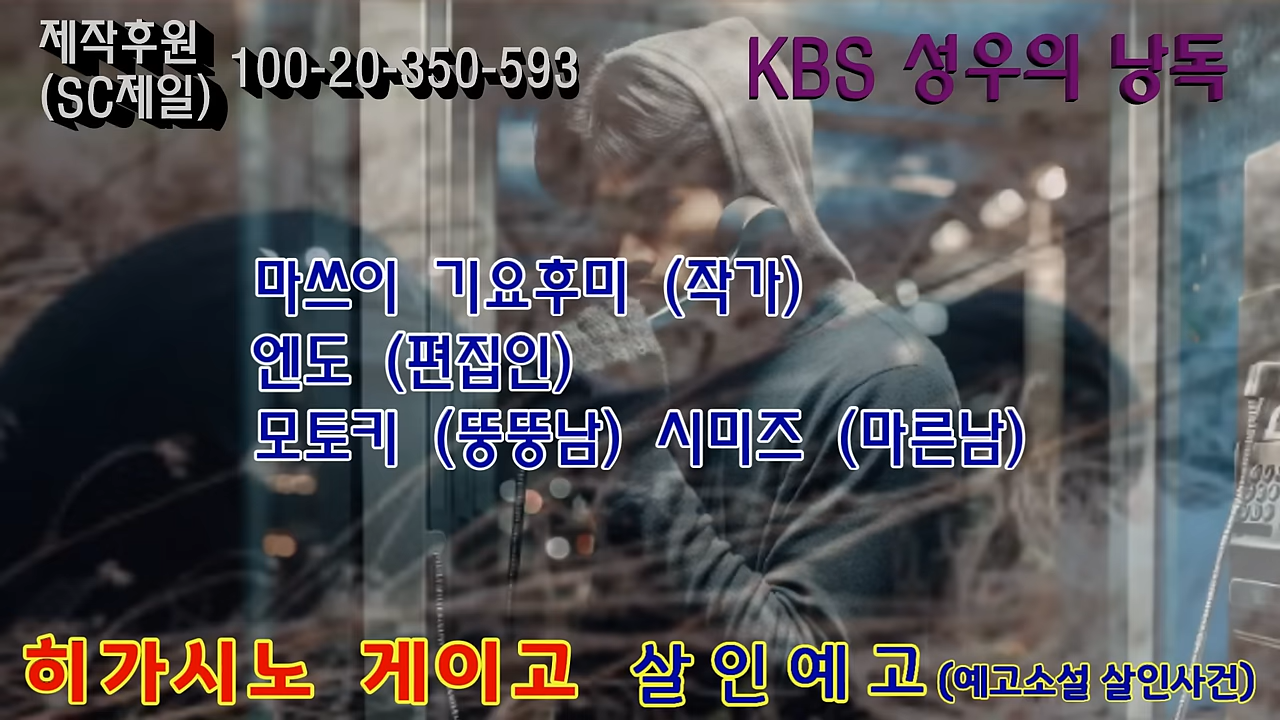 제작후원
(SC제일) 100-20-350-593
KBS 성우의 낭독
마쓰이 기요후미 (작가)
엔도 (편집인)
모토키 (뚱뚱남) 시미즈 (마른남)
히가시노 게이고 살인예고 (예고소설 살인사건)